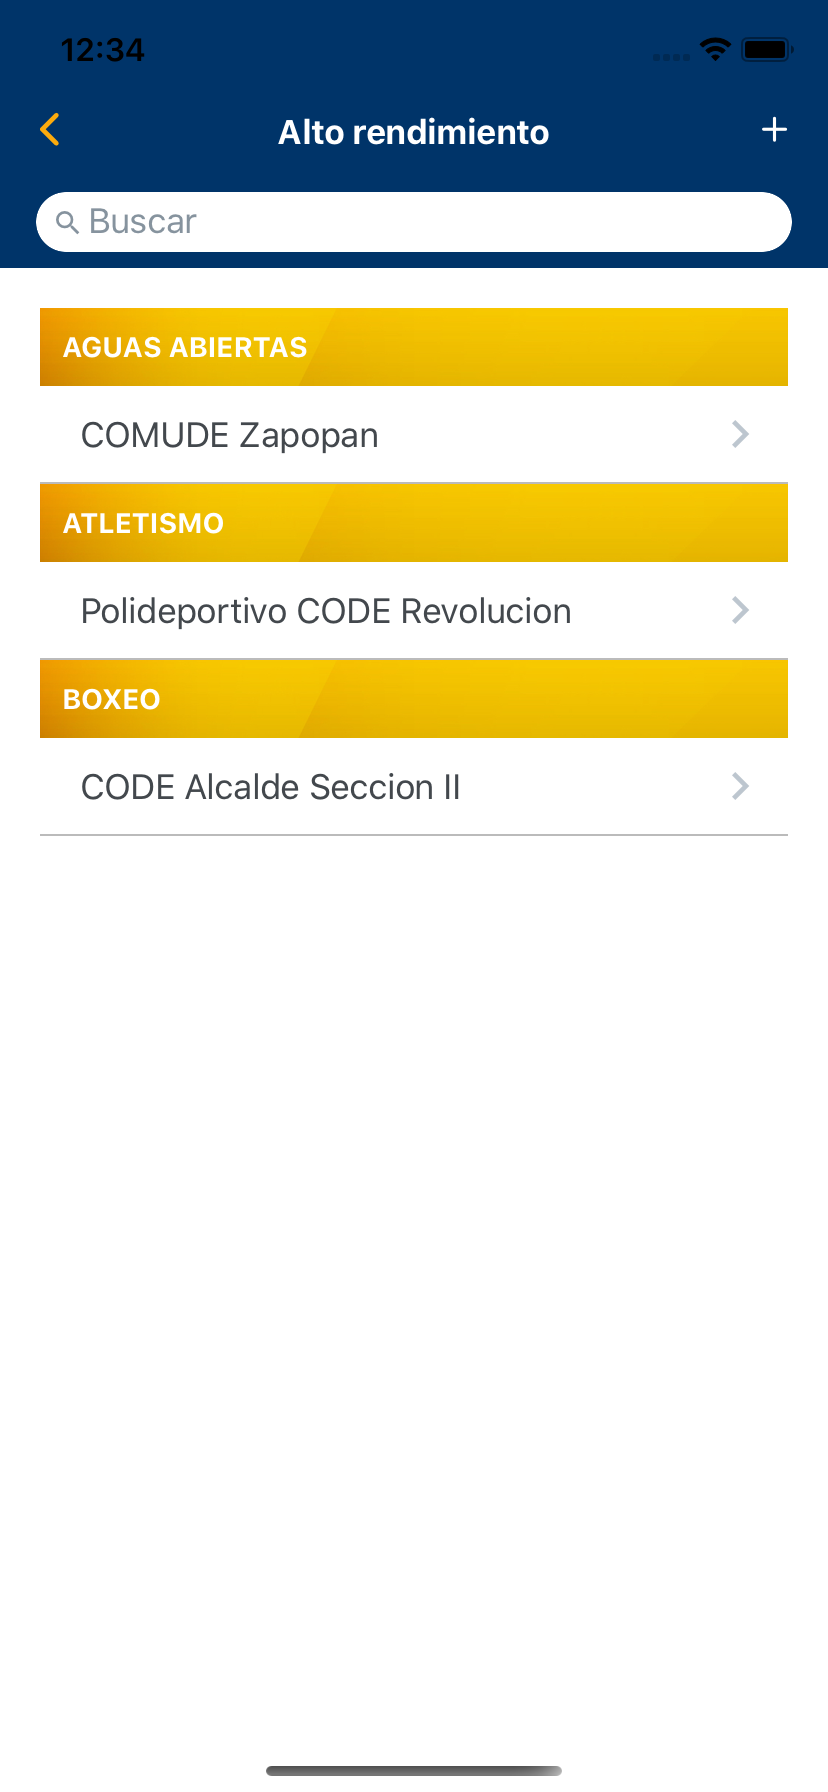 12:34
Alto rendimiento
Buscar
AGUAS ABIERTAS
COMUDE Zapopan
ATLETISMO
Polideportivo CODE Revolucion
BOXEO
CODE Alcalde Seccion II